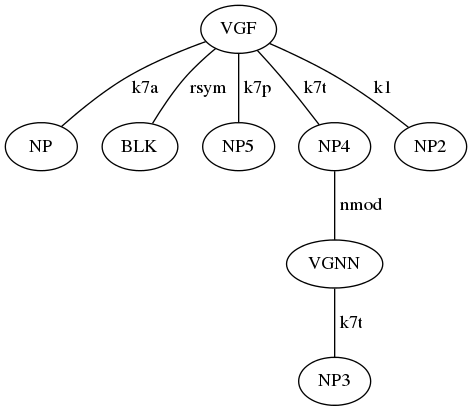 VGF
k7a rsym k7p k7t k1
NP BLK NP5 NP4 NP2
nmod
VGNN
k7t
NP3